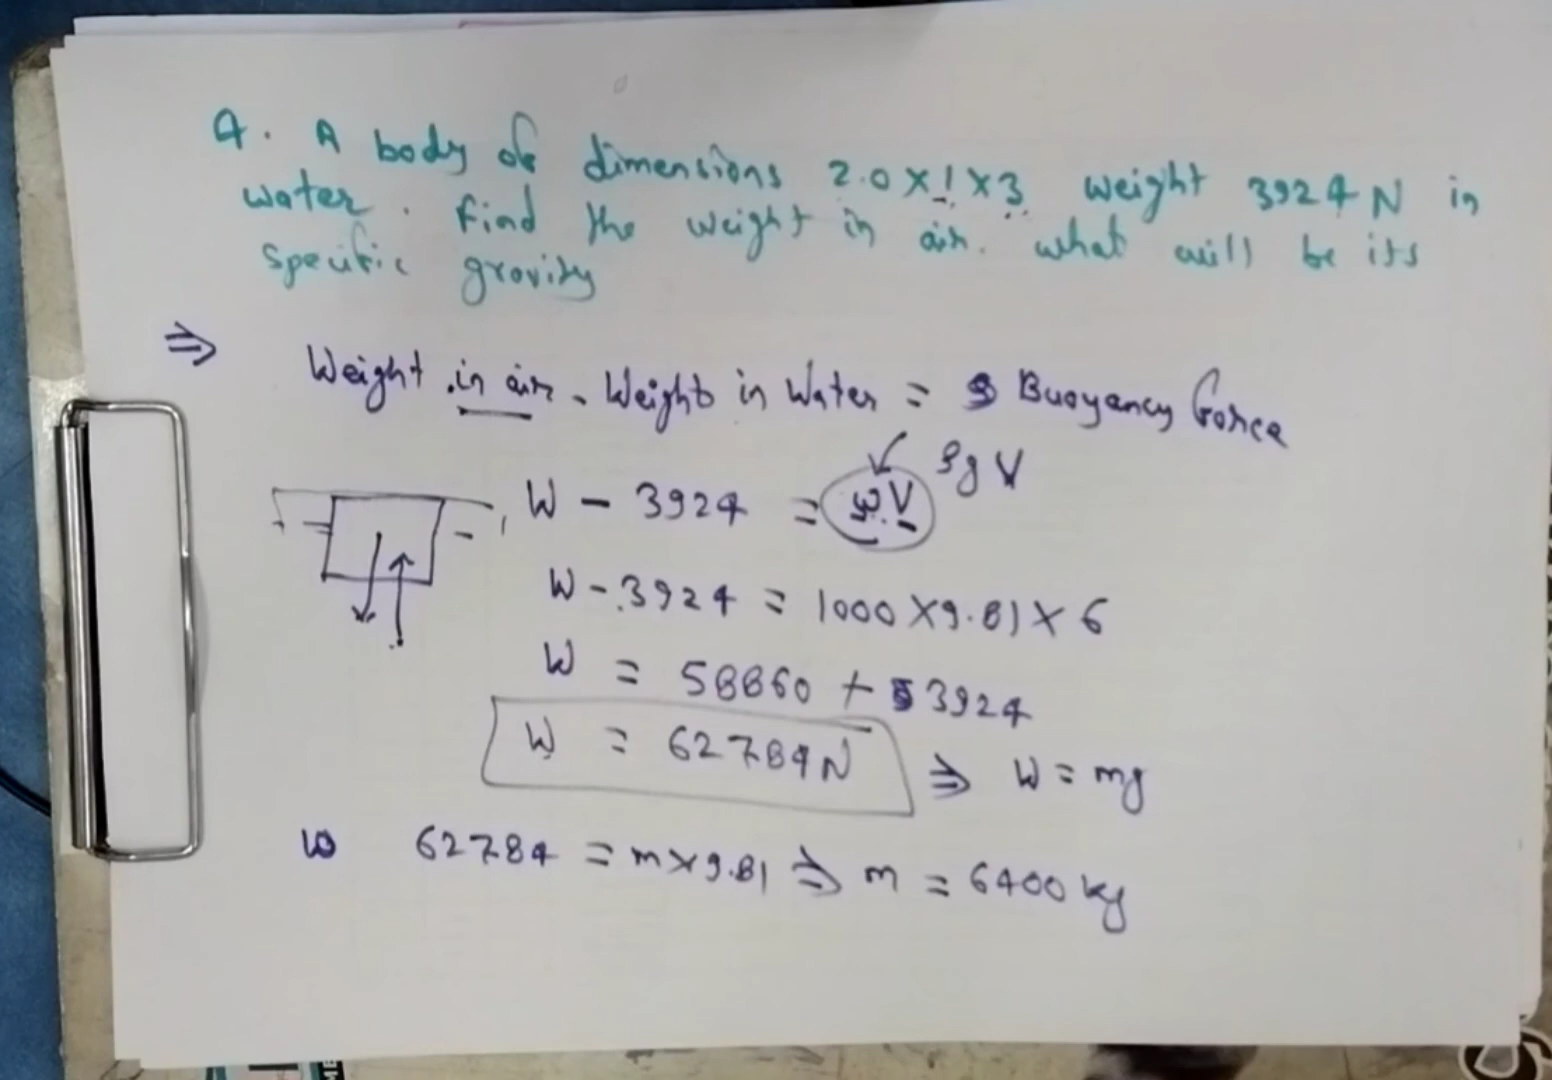 Q. A body of dimensions 2.0 x 1 x 3 weight 3924 N in
water. Find the weight in air. what will be its
specific gravity
⇒ Weight in air - Weight in Water = Buoyancy Force
ρgV
W - 3924 = ω.V
W - 3924 = 1000 x 9.81 x 6
W = 58860 + 3924
W = 62784 N ⇒ W = mg
62784 = m x 9.81 ⇒ m = 6400 kg